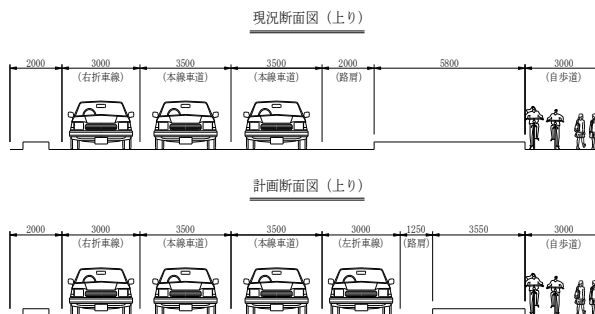 現況断面図（上り）
2000 3000 3500 3500 2000 5800 3000
(右折車線) (本線車道) (本線車道) (路肩) (自歩道)
計画断面図（上り）
2000 3000 3500 3500 3000 1250 3550 3000
(右折車線) (本線車道) (本線車道) (左折車線) (路肩) (自歩道)